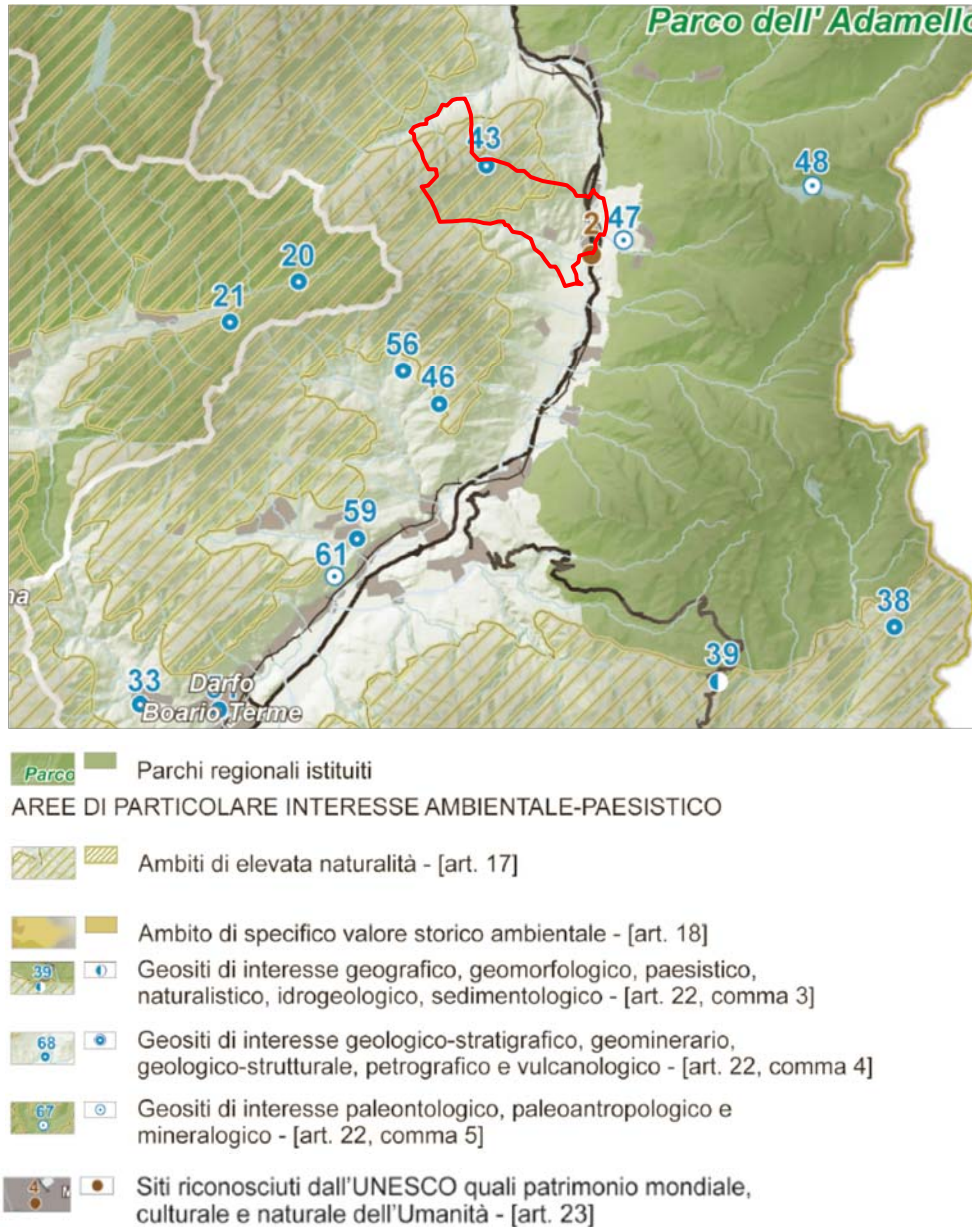 Parco dell' Adamello
43
48
2
47
20
21
56
46
59
61
38
39
33
Darfo
Boario Terme
Parco
Parchi regionali istituiti
AREE DI PARTICOLARE INTERESSE AMBIENTALE-PAESISTICO
Ambiti di elevata naturalità - [art. 17]
Ambito di specifico valore storico ambientale - [art. 18]
39
Geositi di interesse geografico, geomorfologico, paesistico,
naturalistico, idrogeologico, sedimentologico - [art. 22, comma 3]
68
Geositi di interesse geologico-stratigrafico, geominerario,
geologico-strutturale, petrografico e vulcanologico - [art. 22, comma 4]
67
Geositi di interesse paleontologico, paleoantropologico e
mineralogico - [art. 22, comma 5]
4
Siti riconosciuti dall'UNESCO quali patrimonio mondiale,
culturale e naturale dell'Umanità - [art. 23]